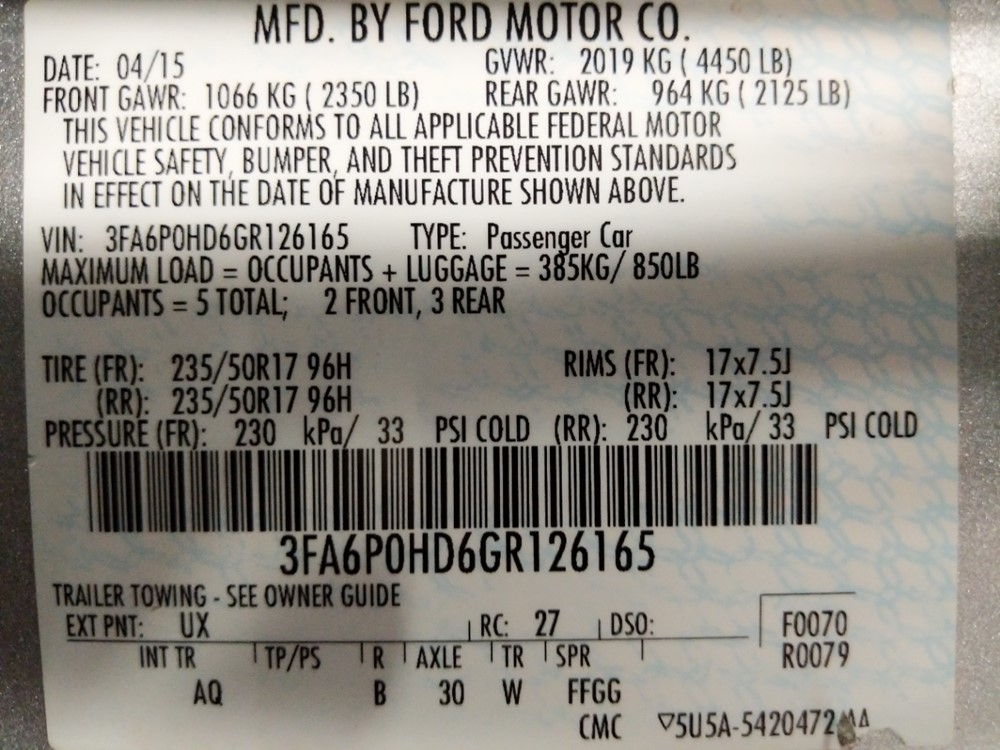 MFD. BY FORD MOTOR CO.
DATE: 04/15 GVWR: 2019 KG ( 4450 LB)
FRONT GAWR: 1066 KG ( 2350 LB) REAR GAWR: 964 KG ( 2125 LB)
THIS VEHICLE CONFORMS TO ALL APPLICABLE FEDERAL MOTOR
VEHICLE SAFETY, BUMPER, AND THEFT PREVENTION STANDARDS
IN EFFECT ON THE DATE OF MANUFACTURE SHOWN ABOVE.
VIN: 3FA6P0HD6GR126165 TYPE: Passenger Car
MAXIMUM LOAD = OCCUPANTS + LUGGAGE = 385KG/ 850LB
OCCUPANTS = 5 TOTAL; 2 FRONT, 3 REAR
TIRE (FR): 235/50R17 96H RIMS (FR): 17x7.5J
(RR): 235/50R17 96H (RR): 17x7.5J
PRESSURE (FR): 230 kPa/ 33 PSI COLD (RR): 230 kPa/ 33 PSI COLD
3FA6P0HD6GR126165
TRAILER TOWING - SEE OWNER GUIDE
EXT PNT: UX RC: 27 DSO: F0070
INT TR TP/PS R AXLE TR SPR R0079
AQ B 30 W FFGG
CMC ▽5U5A-5420472